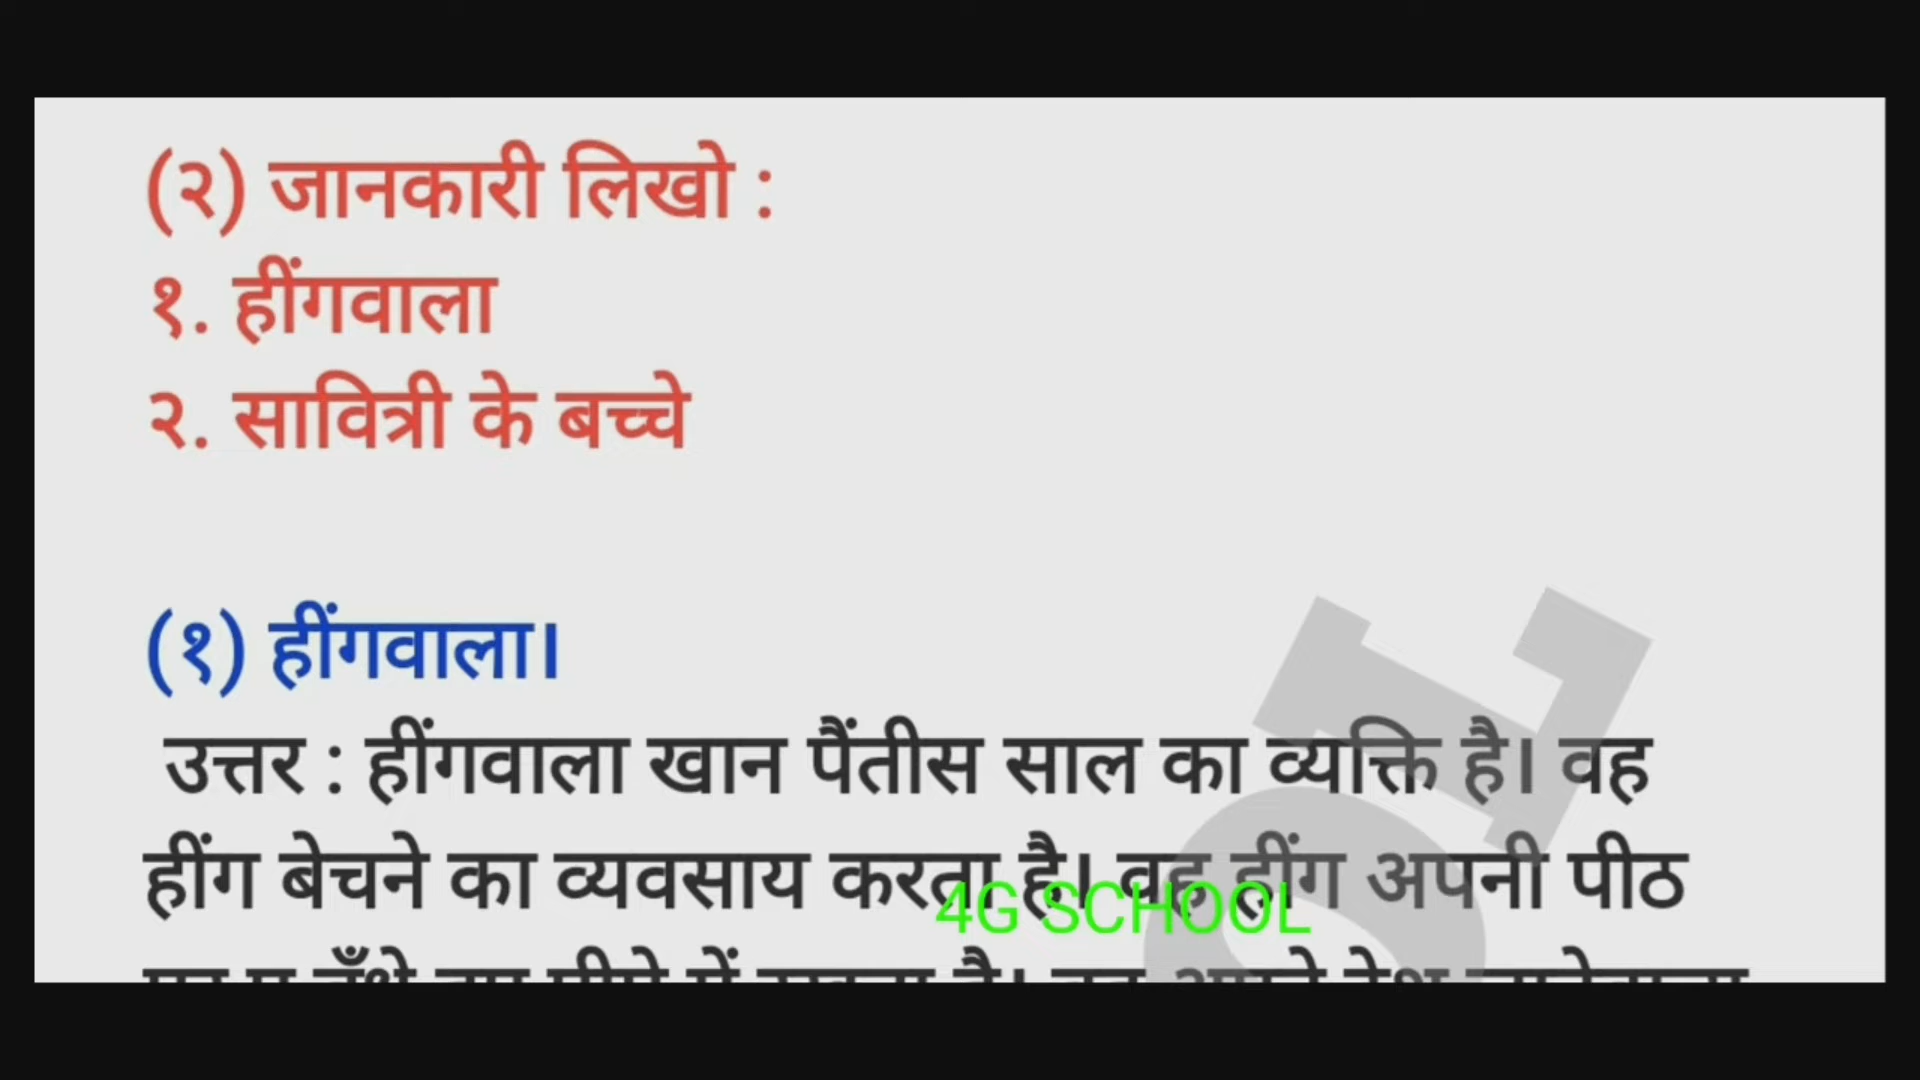 (२) जानकारी लिखो :
१. हींगवाला
२. सावित्री के बच्चे
(१) हींगवाला।
उत्तर : हींगवाला खान पैंतीस साल का व्यक्ति है। वह
हींग बेचने का व्यवसाय करता है। वह हींग अपनी पीठ
4G SCHOOL